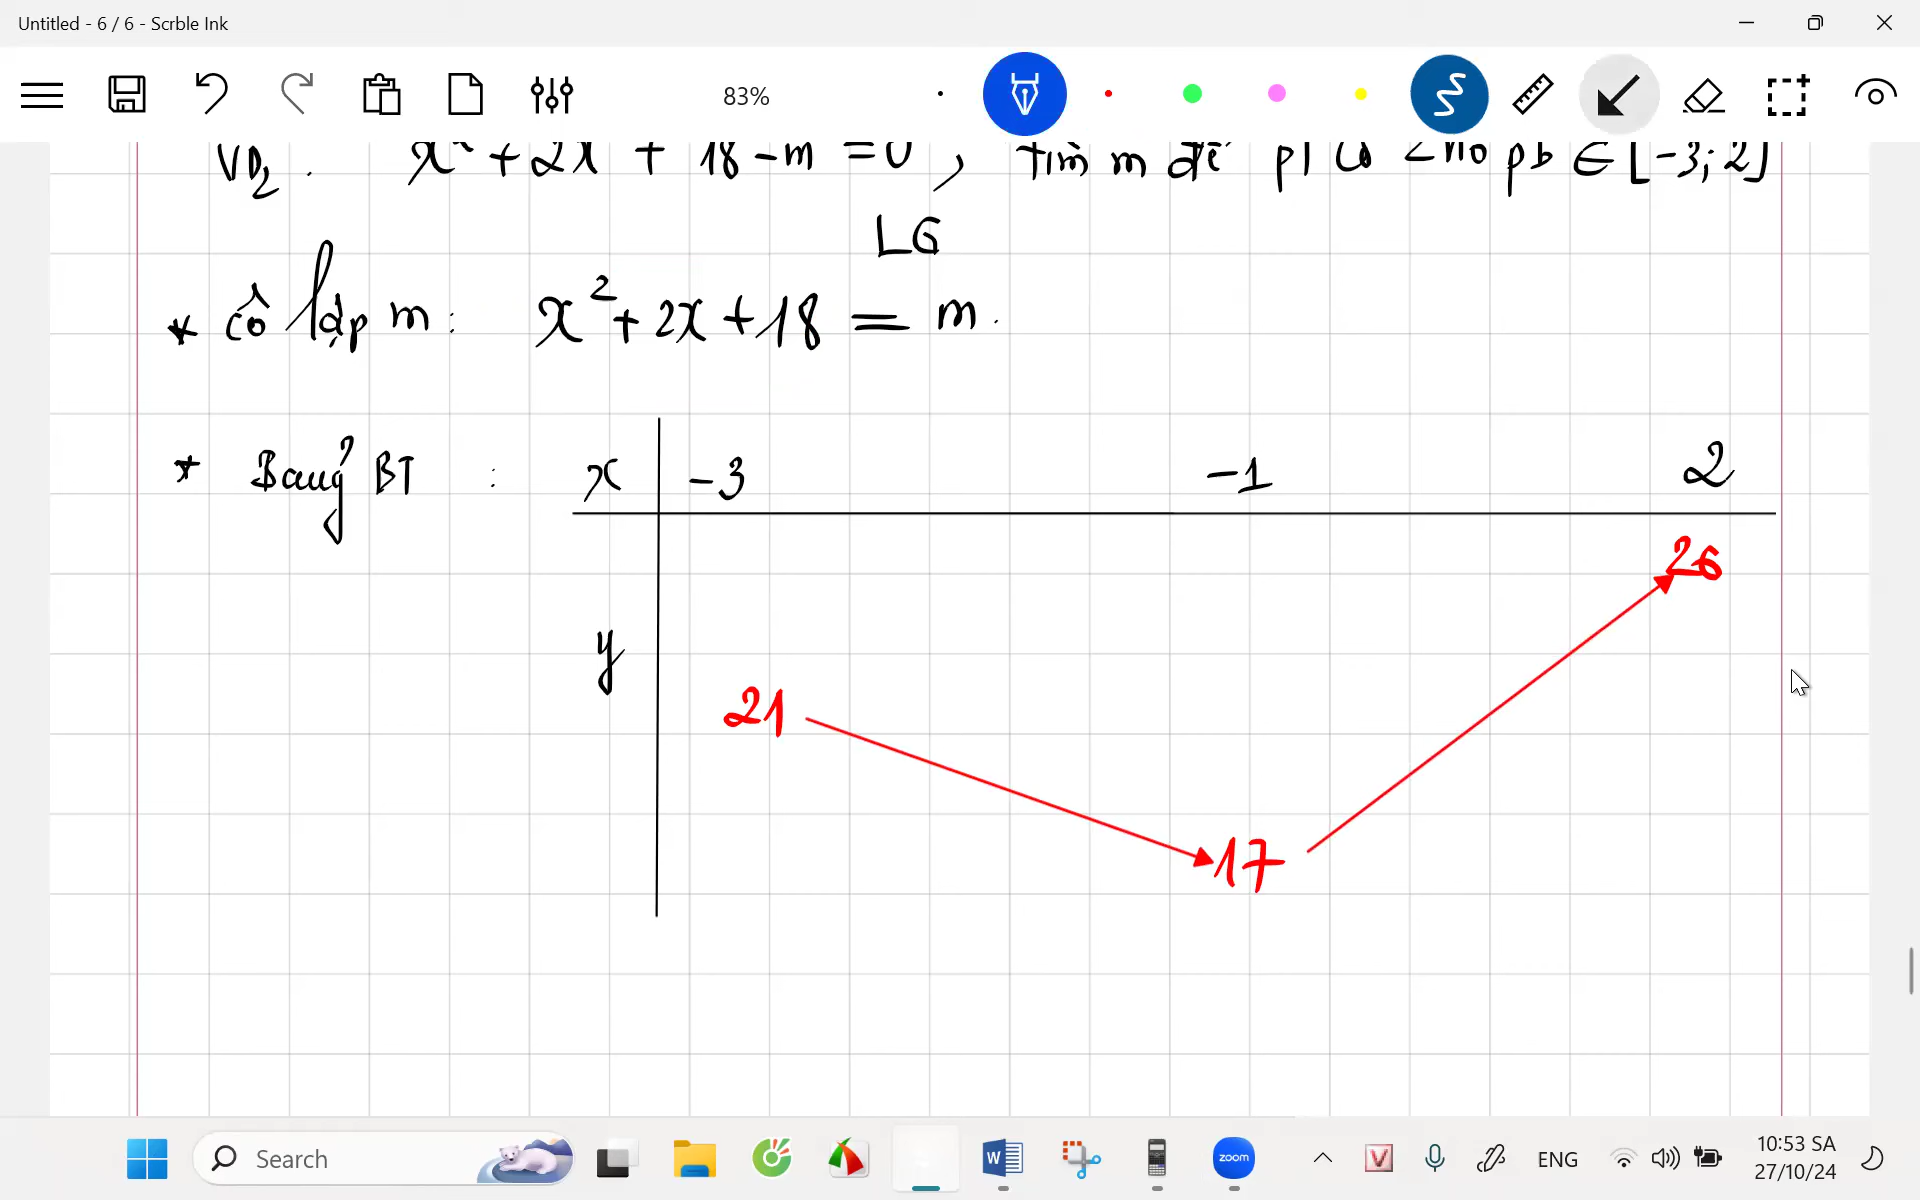 Untitled - 6 / 6 - Scrble Ink
83%
VD2. x² + 2x + 18 - m = 0, tìm m để pt có 2 no pb ∈ [-3; 2]
LG
* cô lập m: x² + 2x + 18 = m.
* Bảng BT : x -3 -1 2
26
y
21
17
Search
zoom
ENG
10:53 SA
27/10/24